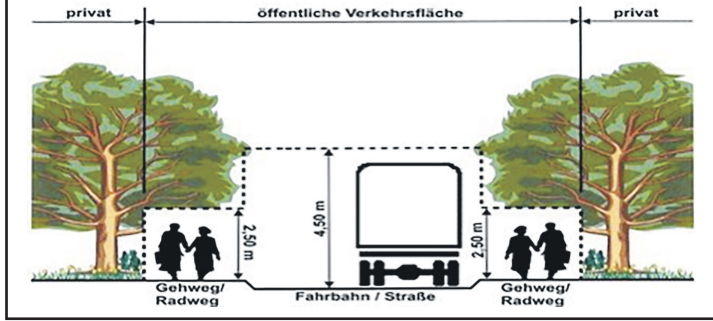 privat
öffentliche Verkehrsfläche
privat
2,50 m
4,50 m
2,50 m
Gehweg/
Radweg
Fahrbahn / Straße
Gehweg/
Radweg